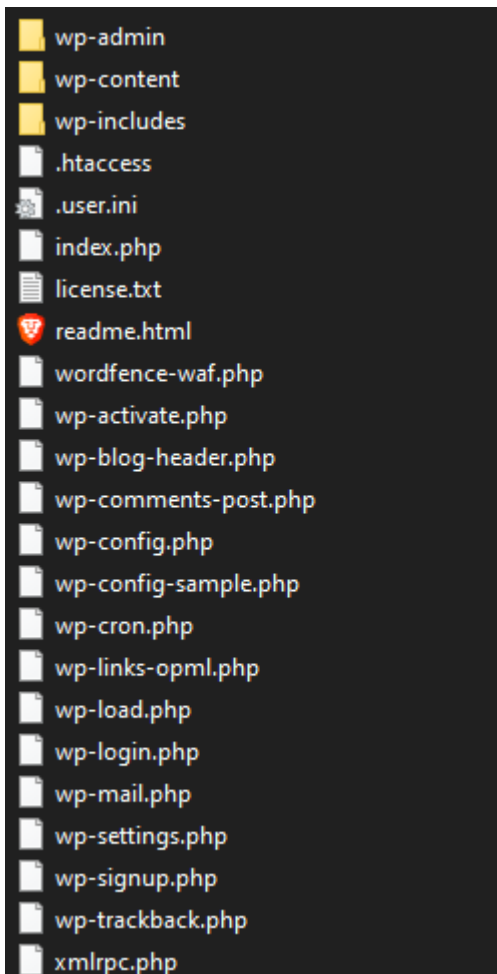 wp-admin
wp-content
wp-includes
.htaccess
.user.ini
index.php
license.txt
readme.html
wordfence-waf.php
wp-activate.php
wp-blog-header.php
wp-comments-post.php
wp-config.php
wp-config-sample.php
wp-cron.php
wp-links-opml.php
wp-load.php
wp-login.php
wp-mail.php
wp-settings.php
wp-signup.php
wp-trackback.php
xmlrpc.php